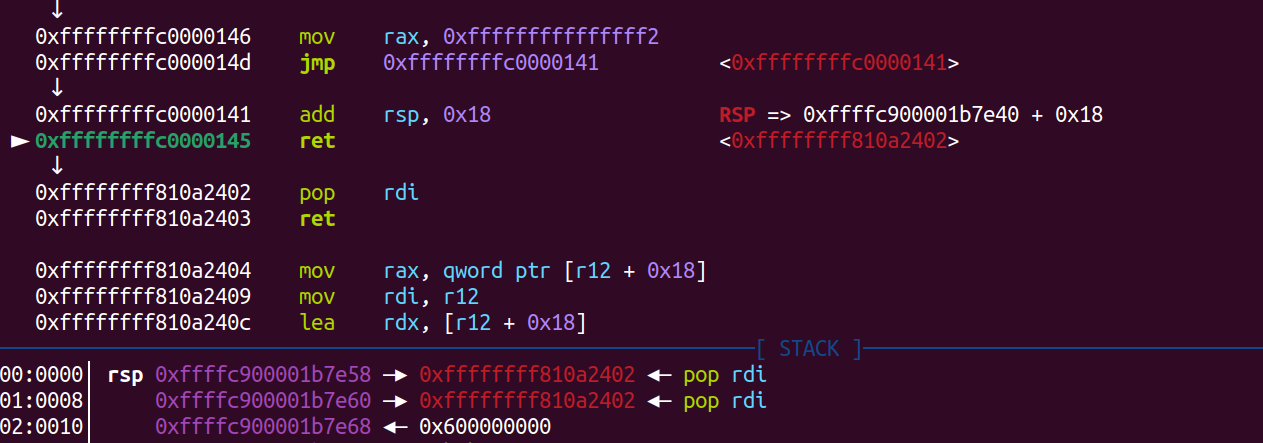 ↓
0xffffffffc0000146 mov rax, 0xfffffffffffffff2
0xffffffffc000014d jmp 0xffffffffc0000141 <0xffffffffc0000141>
↓
0xffffffffc0000141 add rsp, 0x18 RSP => 0xffffc900001b7e40 + 0x18
► 0xffffffffc0000145 ret <0xffffffff810a2402>
↓
0xffffffff810a2402 pop rdi
0xffffffff810a2403 ret
0xffffffff810a2404 mov rax, qword ptr [r12 + 0x18]
0xffffffff810a2409 mov rdi, r12
0xffffffff810a240c lea rdx, [r12 + 0x18]
[ STACK ]
00:0000│ rsp 0xffffc900001b7e58 —▸ 0xffffffff810a2402 ◂— pop rdi
01:0008│ 0xffffc900001b7e60 —▸ 0xffffffff810a2402 ◂— pop rdi
02:0010│ 0xffffc900001b7e68 ◂— 0x600000000